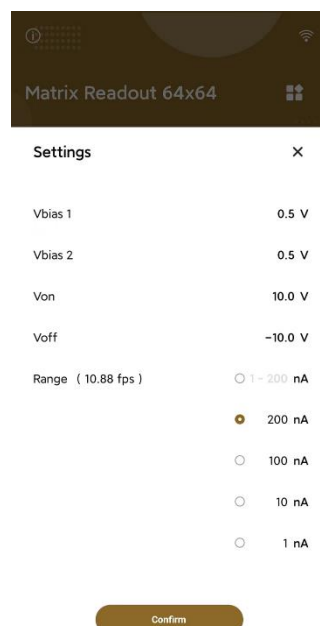 Matrix Readout 64x64
Settings ×
Vbias 1 0.5 V
Vbias 2 0.5 V
Von 10.0 V
Voff -10.0 V
Range ( 10.88 fps ) 1 - 200 nA
200 nA
100 nA
10 nA
1 nA
Confirm